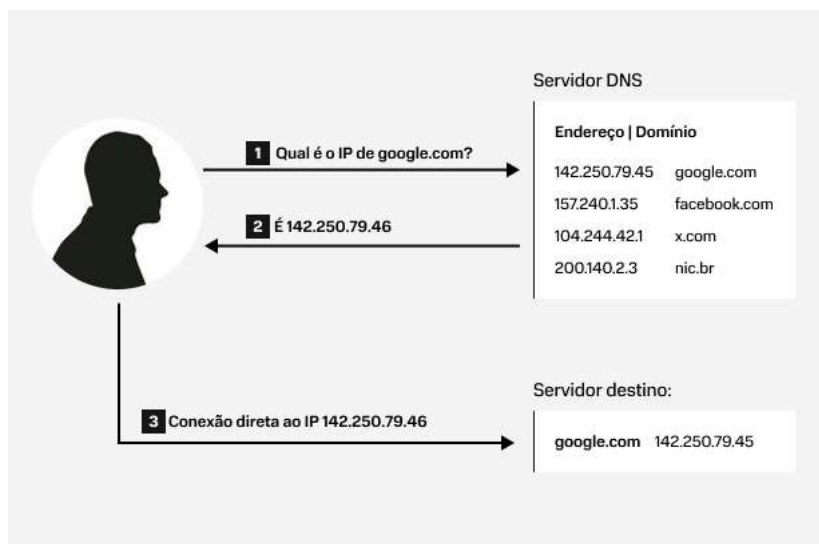 Servidor DNS
Endereço | Domínio
1 Qual é o IP de google.com?
142.250.79.45 google.com
157.240.1.35 facebook.com
2 É 142.250.79.46
104.244.42.1 x.com
200.140.2.3 nic.br
Servidor destino:
3 Conexão direta ao IP 142.250.79.46
google.com 142.250.79.45